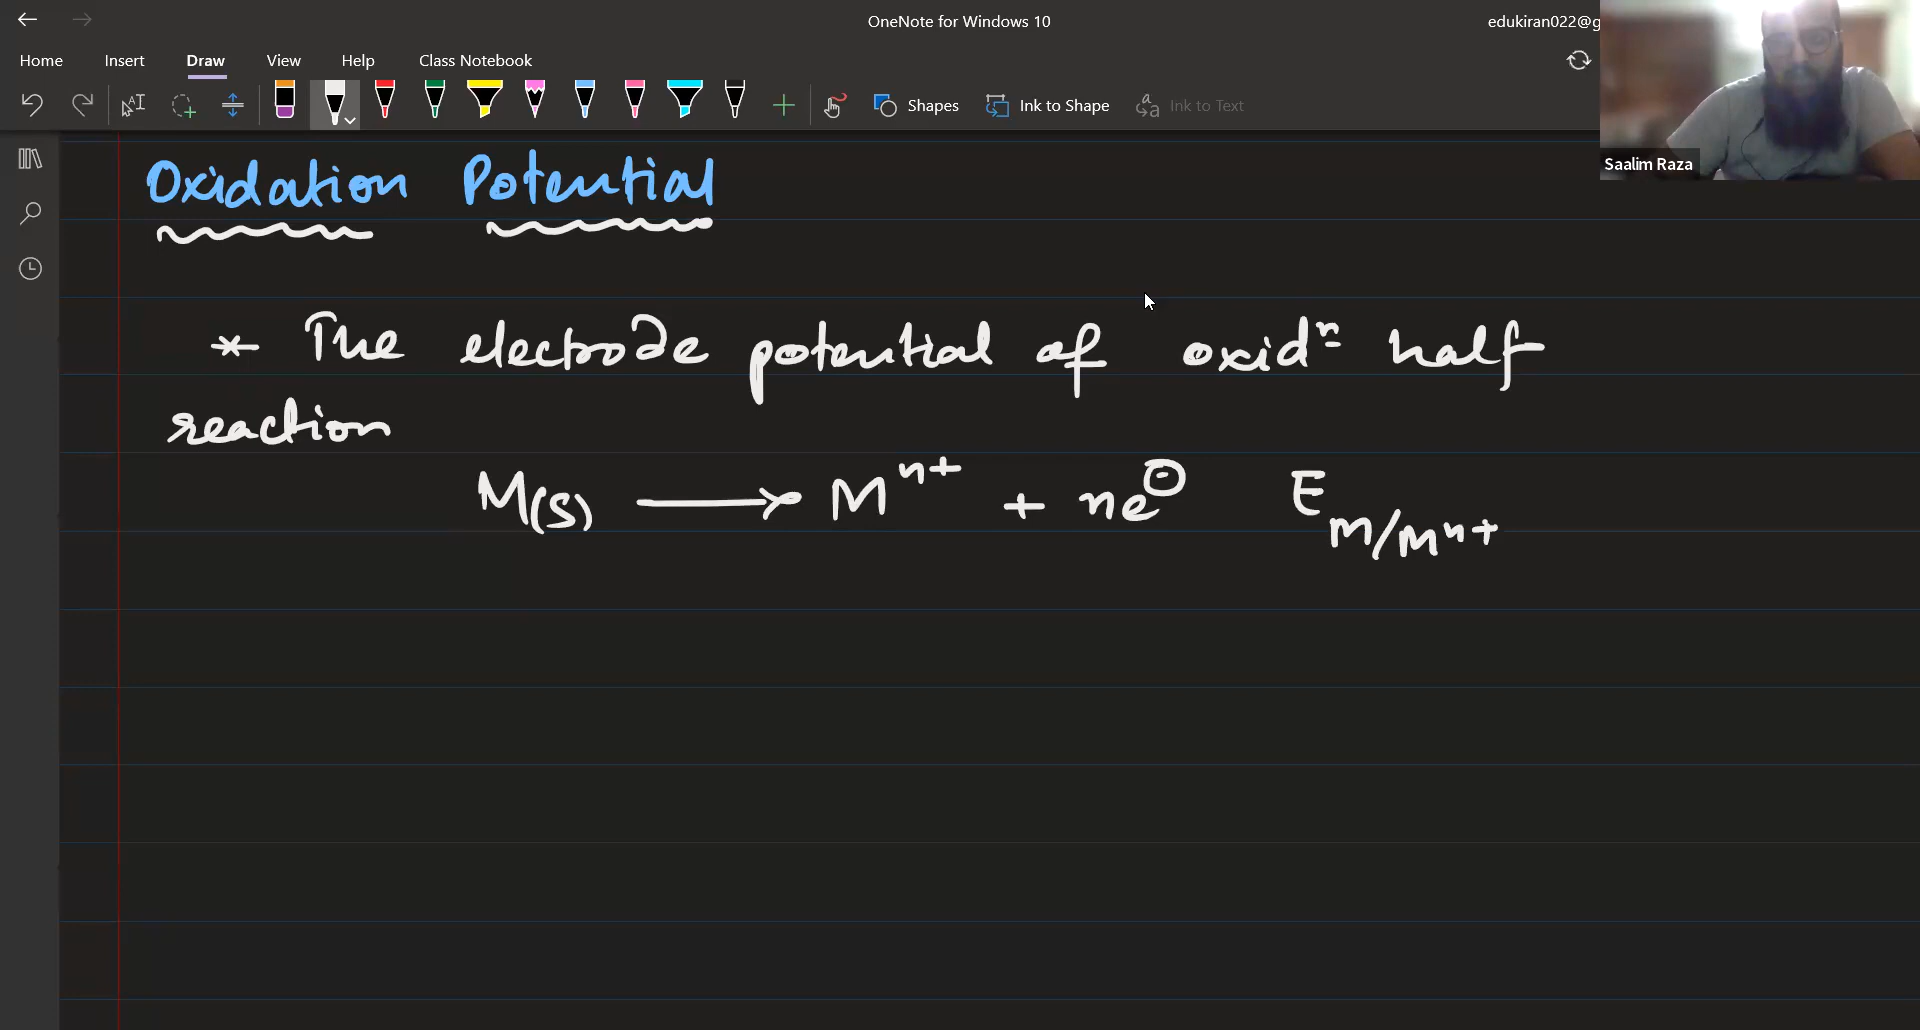 OneNote for Windows 10
edukiran022@g
Home Insert Draw View Help Class Notebook
Shapes Ink to Shape Ink to Text
Saalim Raza
Oxidation Potential
* The electrode potential of oxidⁿ half
reaction
M(s) ⟶ Mⁿ⁺ + ne⊖ E M/Mⁿ⁺